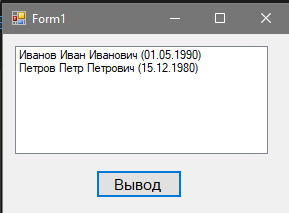 Form1
Иванов Иван Иванович (01.05.1990)
Петров Петр Петрович (15.12.1980)
Вывод